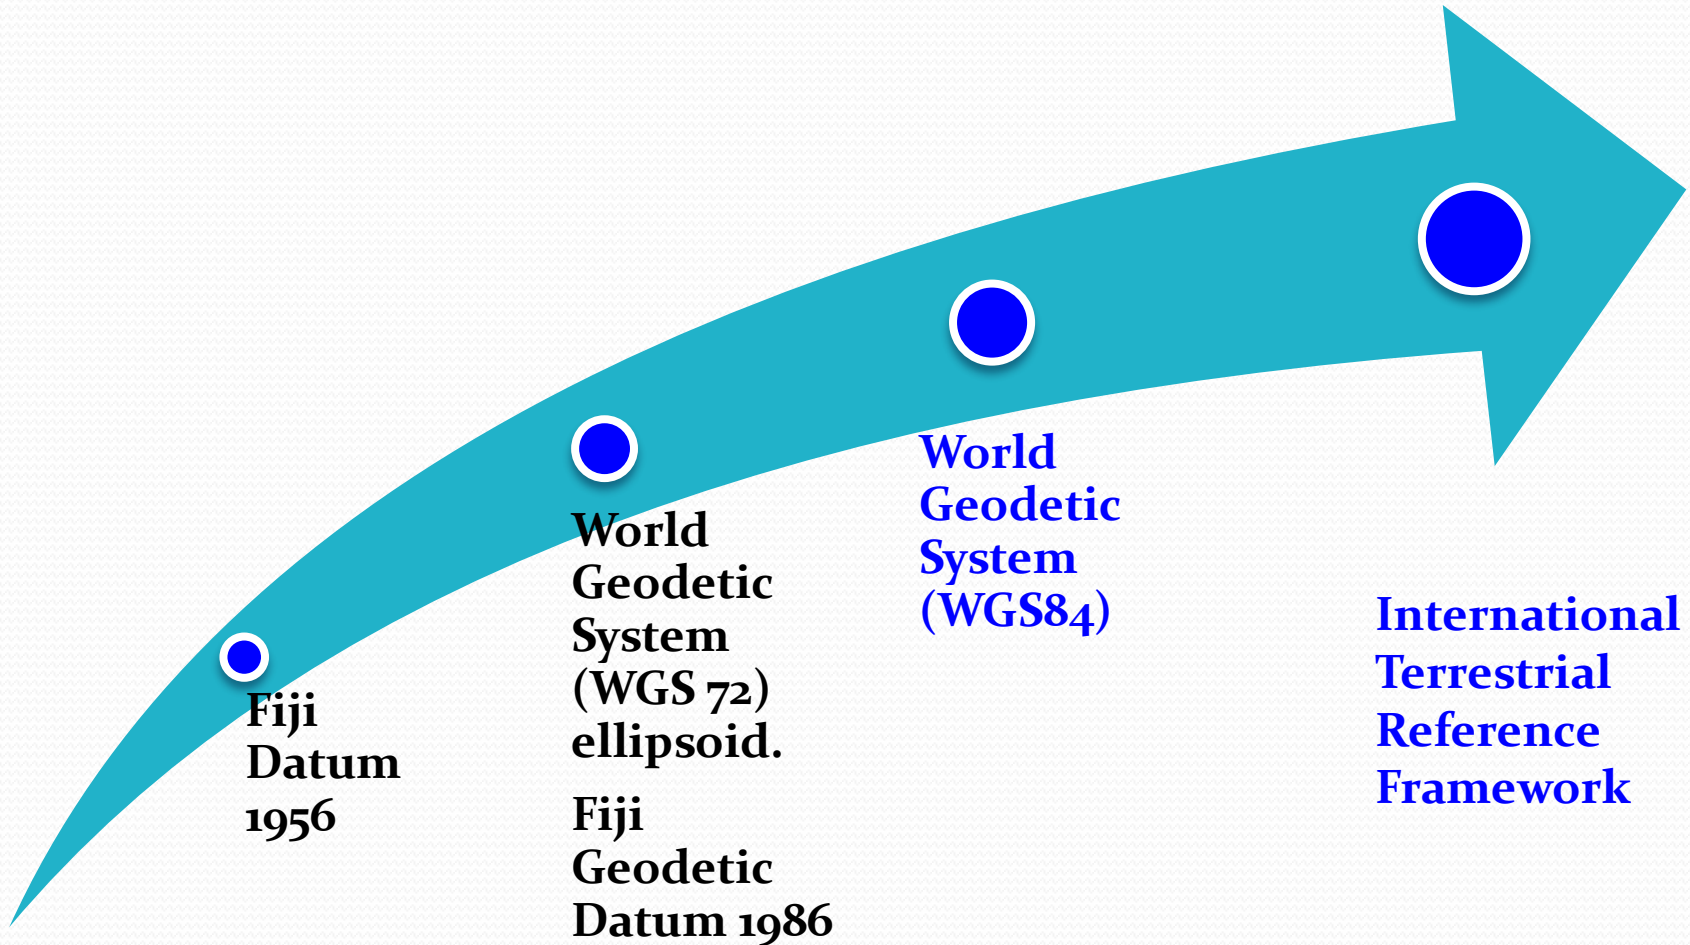 Fiji
Datum
1956
World
Geodetic
System
(WGS 72)
ellipsoid.
Fiji
Geodetic
Datum 1986
World
Geodetic
System
(WGS84)
International
Terrestrial
Reference
Framework